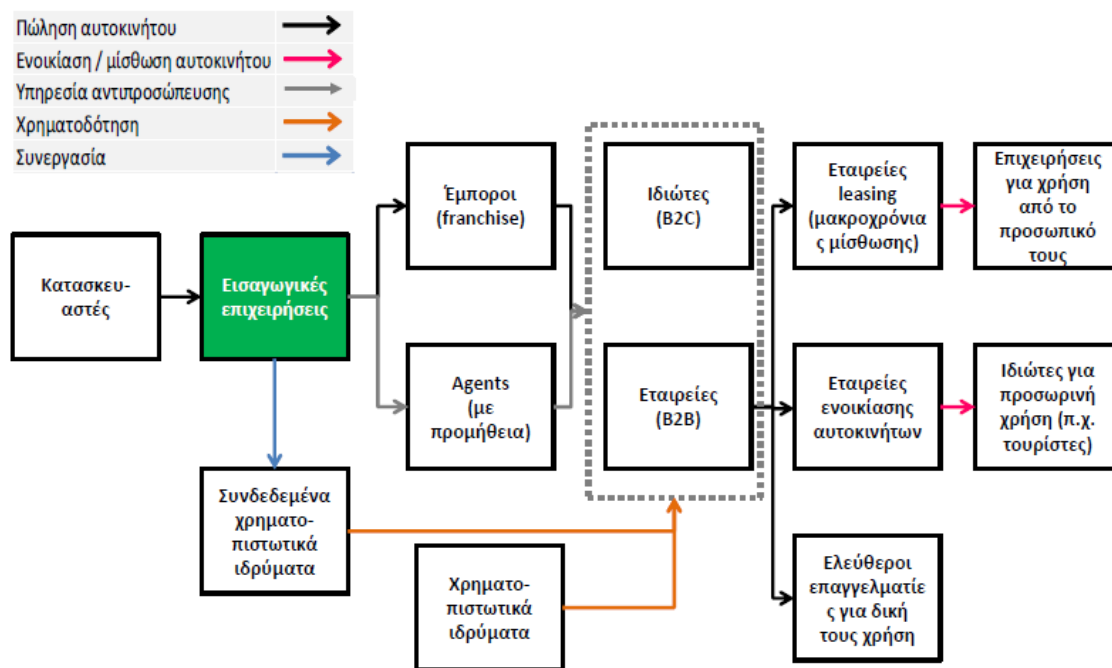 Πώληση αυτοκινήτου
Ενοικίαση / μίσθωση αυτοκινήτου
Υπηρεσία αντιπροσώπευσης
Χρηματοδότηση
Συνεργασία
Κατασκευ-
αστές
Εισαγωγικές
επιχειρήσεις
Έμποροι
(franchise)
Agents
(με
προμήθεια)
Ιδιώτες
(B2C)
Εταιρείες
(B2B)
Εταιρείες
leasing
(μακροχρόνια
ς μίσθωσης)
Επιχειρήσεις
για χρήση
από το
προσωπικό
τους
Εταιρείες
ενοικίασης
αυτοκινήτων
Ιδιώτες για
προσωρινή
χρήση (π.χ.
τουρίστες)
Συνδεδεμένα
χρηματο-
πιστωτικά
ιδρύματα
Χρηματο-
πιστωτικά
ιδρύματα
Ελεύθεροι
επαγγελματίε
ς για δική
τους χρήση